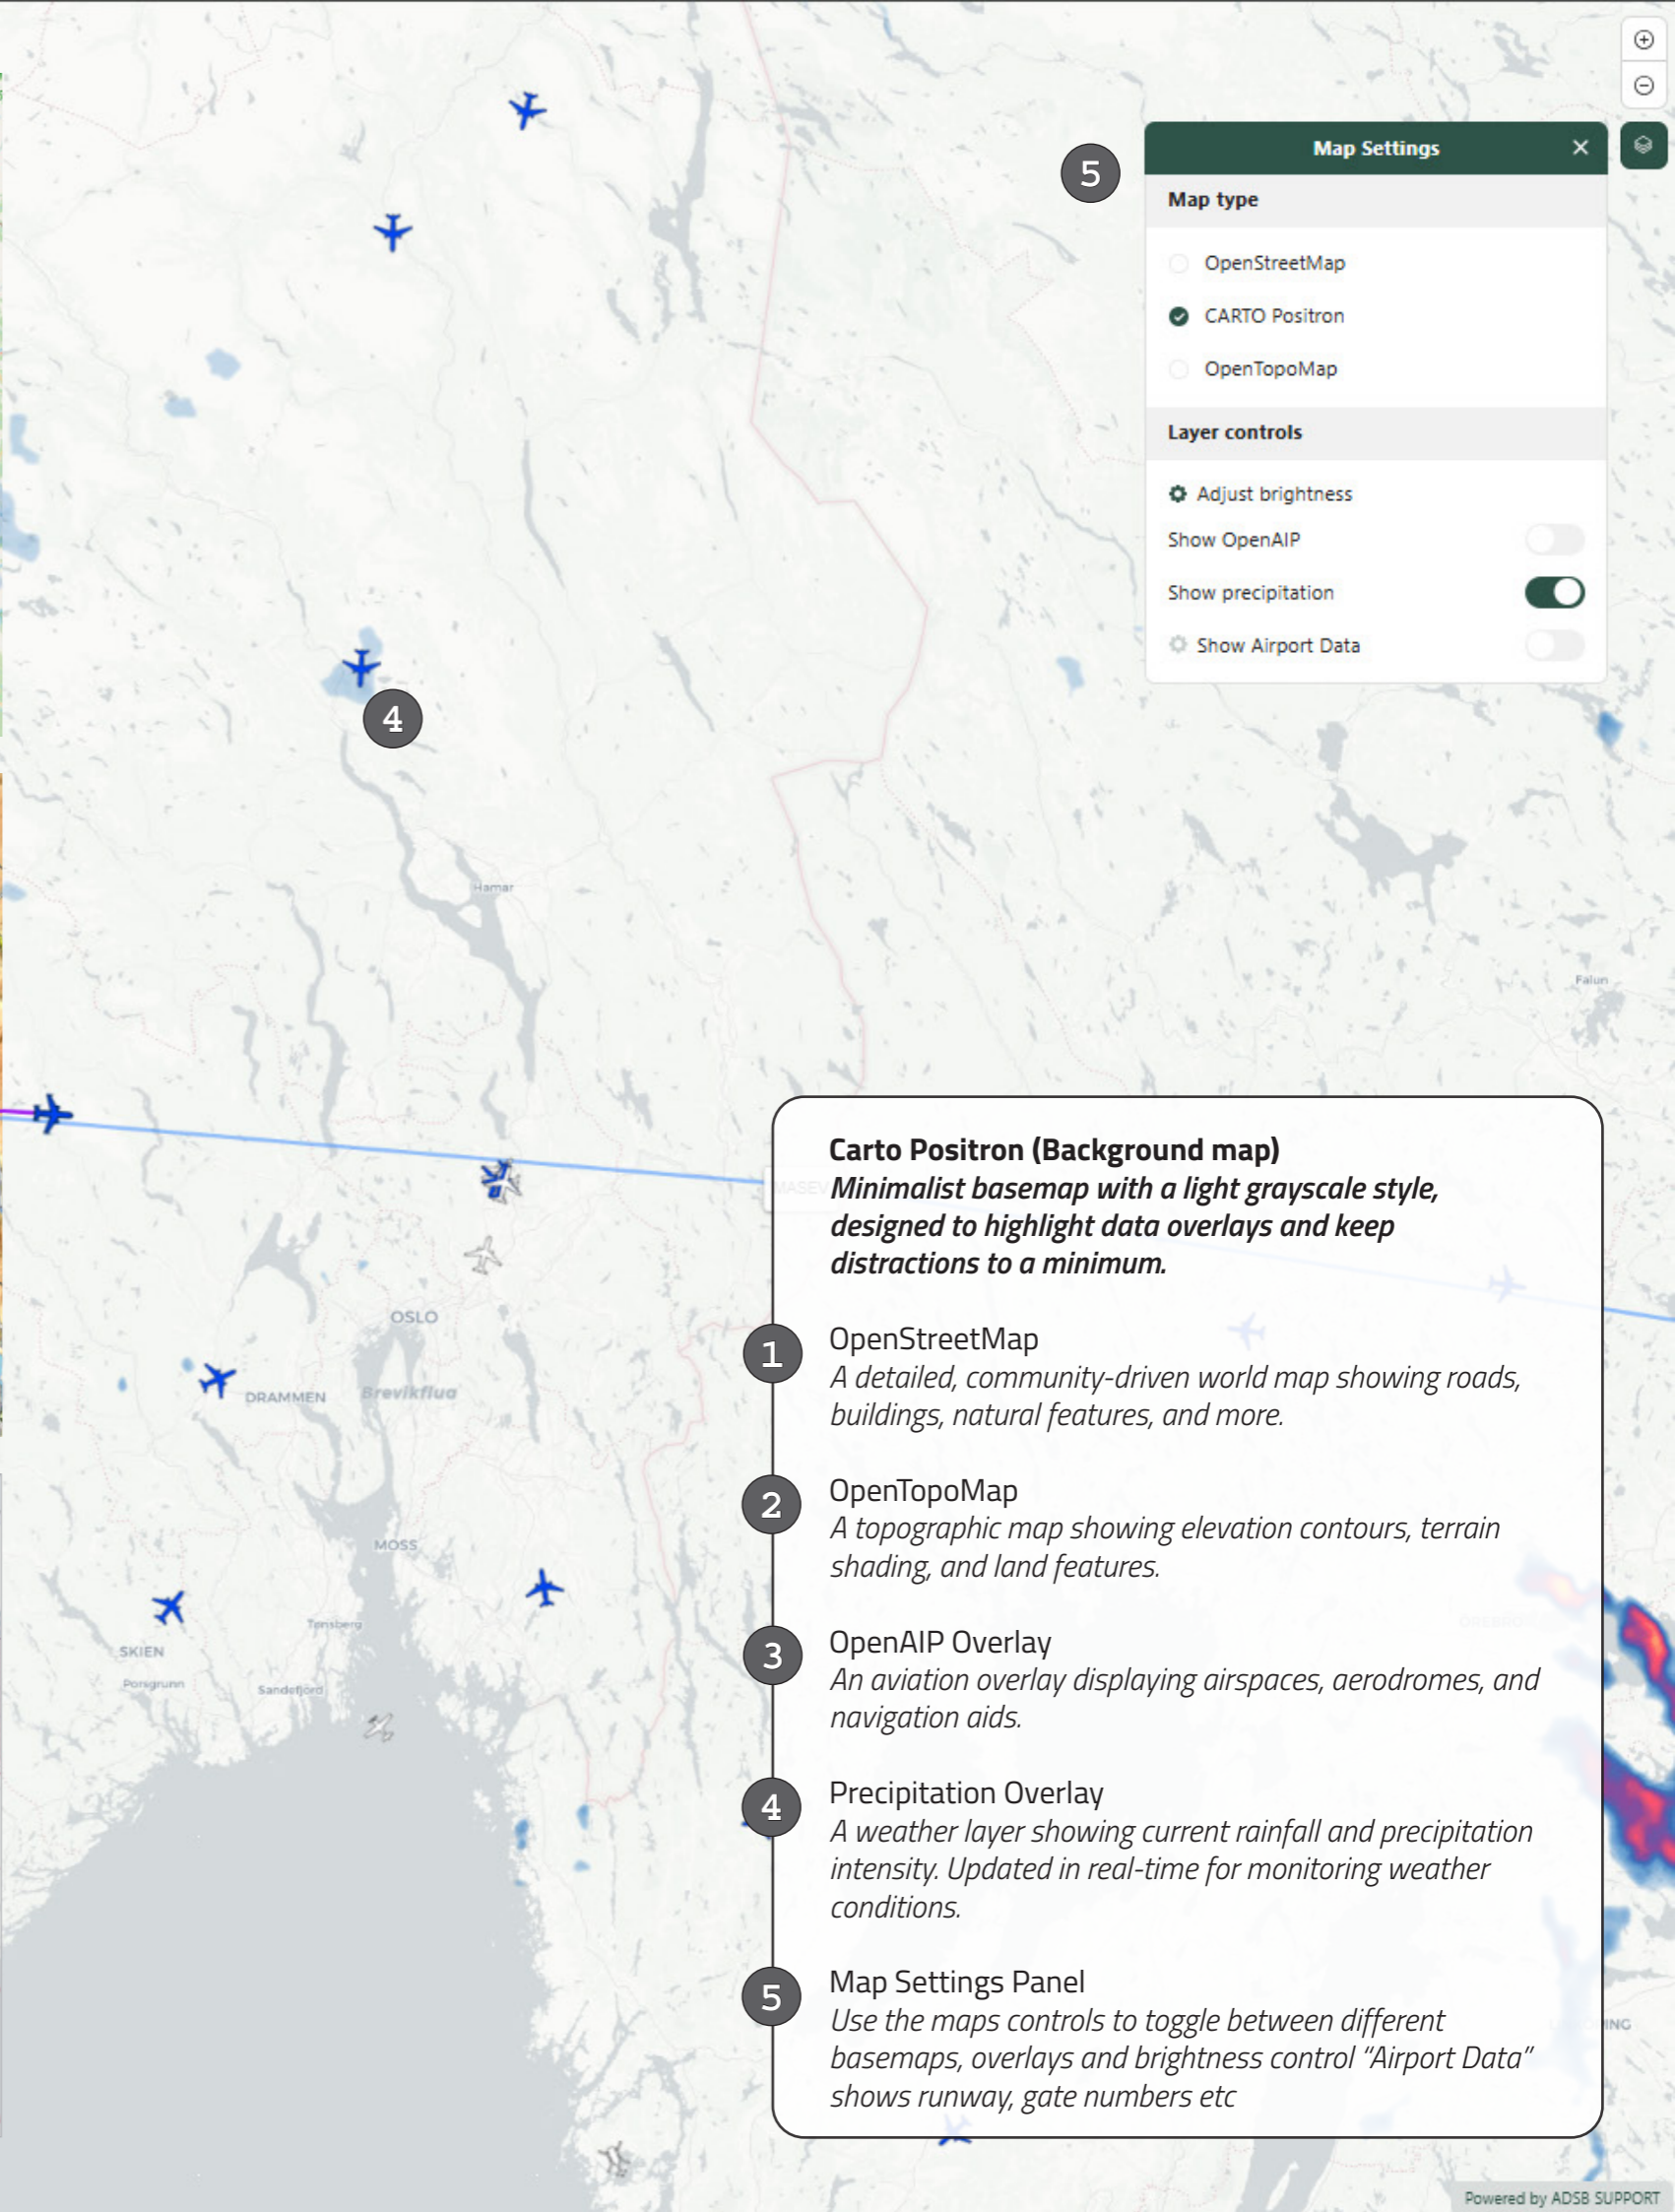 5
Map Settings
Map type
OpenStreetMap
CARTO Positron
OpenTopoMap
Layer controls
Adjust brightness
Show OpenAIP
Show precipitation
Show Airport Data
4
Hamar
Falun
MASEV
OSLO
DRAMMEN
Brevikflua
MOSS
Tønsberg
SKIEN
Porsgrunn
Sandefjord
Carto Positron (Background map)
Minimalist basemap with a light grayscale style,
designed to highlight data overlays and keep
distractions to a minimum.
1
OpenStreetMap
A detailed, community-driven world map showing roads,
buildings, natural features, and more.
2
OpenTopoMap
A topographic map showing elevation contours, terrain
shading, and land features.
ÖREBRO
3
OpenAIP Overlay
An aviation overlay displaying airspaces, aerodromes, and
navigation aids.
4
Precipitation Overlay
A weather layer showing current rainfall and precipitation
intensity. Updated in real-time for monitoring weather
conditions.
5
Map Settings Panel
Use the maps controls to toggle between different
basemaps, overlays and brightness control “Airport Data”
shows runway, gate numbers etc
Powered by ADSB SUPPORT